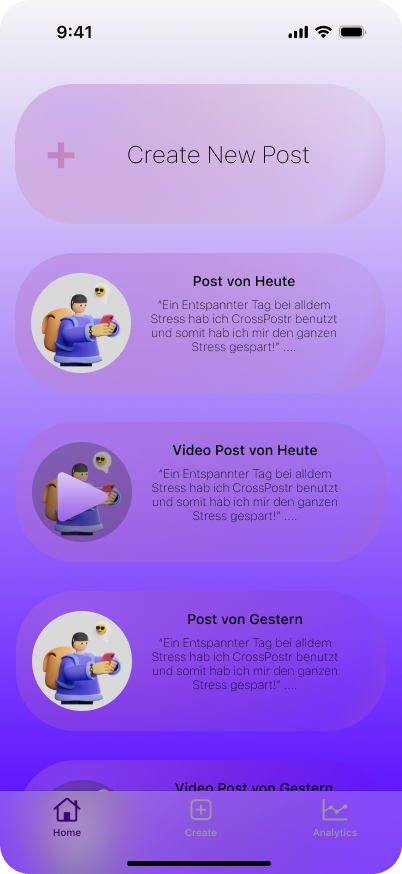 9:41
Create New Post
Post von Heute
“Ein Entspannter Tag bei alldem
Stress hab ich CrossPostr benutzt
und somit hab ich mir den ganzen
Stress gespart!” ....
Video Post von Heute
“Ein Entspannter Tag bei alldem
Stress hab ich CrossPostr benutzt
und somit hab ich mir den ganzen
Stress gespart!” ....
Post von Gestern
“Ein Entspannter Tag bei alldem
Stress hab ich CrossPostr benutzt
und somit hab ich mir den ganzen
Stress gespart!” ....
Video Post von Gestern
Home
Create
Analytics